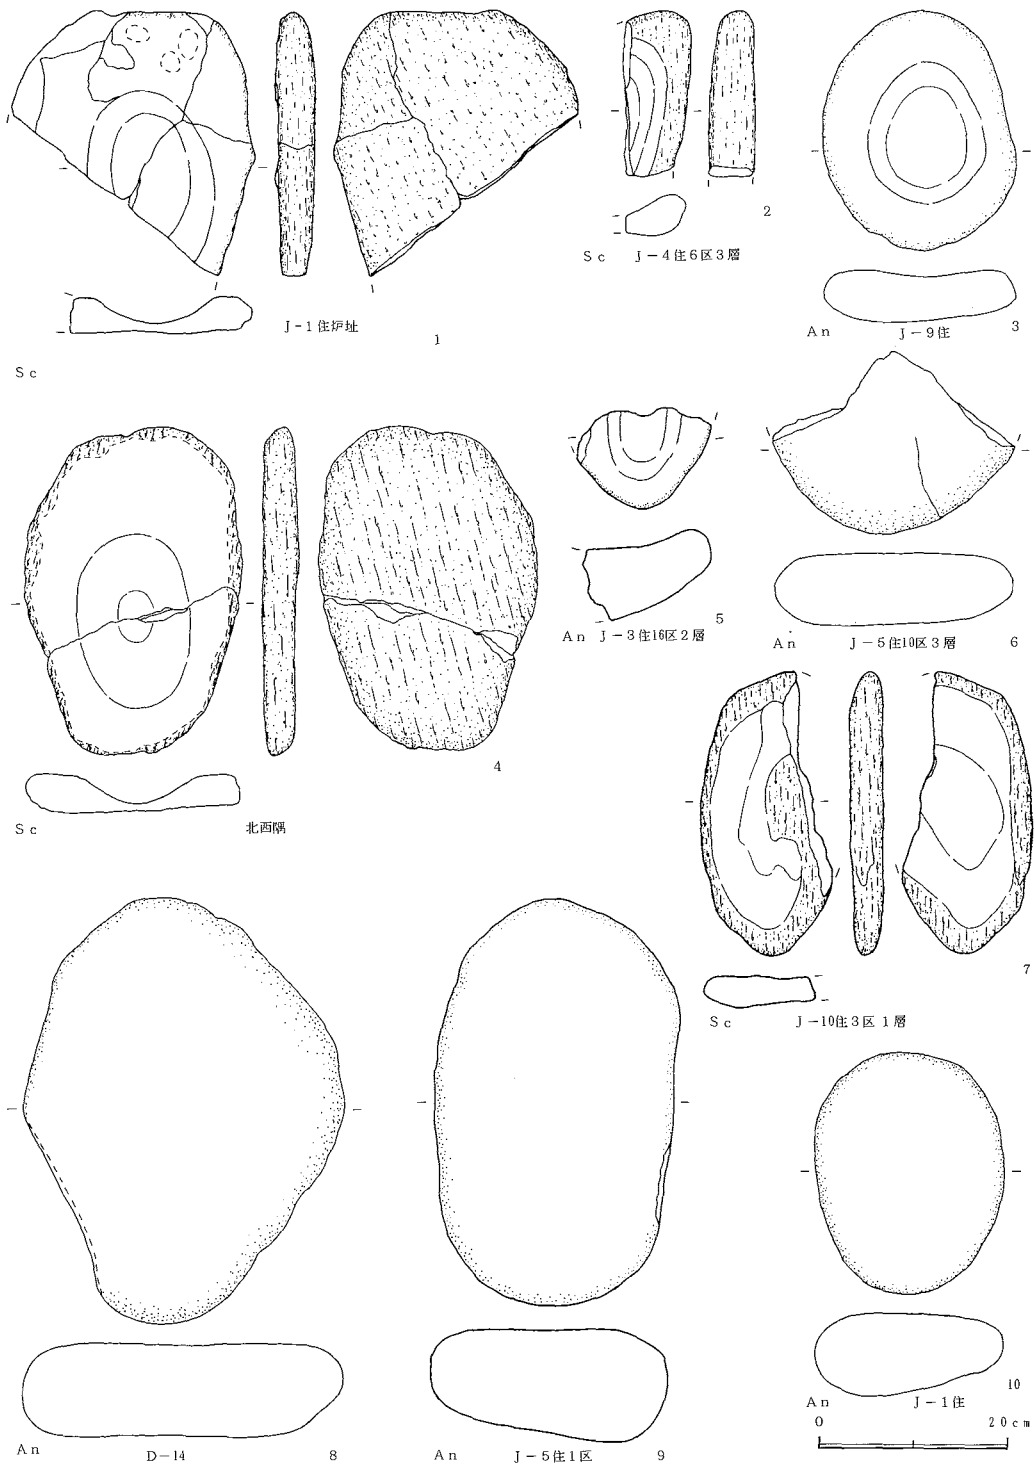 J-1住炉址
1
Sc
2
Sc J-4住6区3層
3
An J-9住
4
Sc 北西隅
5
An J-3住16区2層
6
An J-5住10区3層
7
Sc J-10住3区1層
An D-14 8
An J-5住1区 9
10
An J-1住
0 20cm